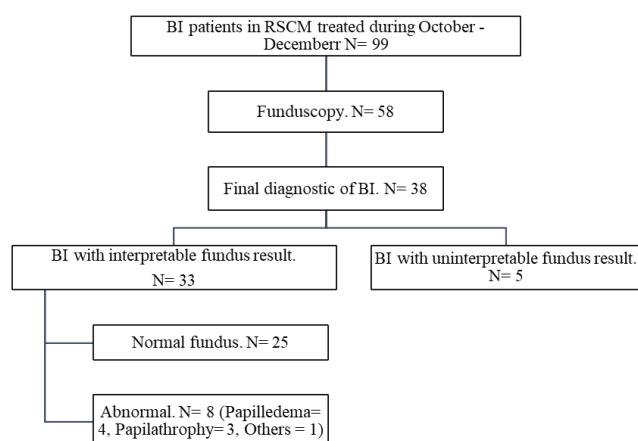 BI patients in RSCM treated during October -
Decemberr N= 99
Funduscopy. N= 58
Final diagnostic of BI. N= 38
BI with interpretable fundus result.
N= 33
BI with uninterpretable fundus result.
N= 5
Normal fundus. N= 25
Abnormal. N= 8 (Papilledema=
4, Papilathrophy= 3, Others = 1)